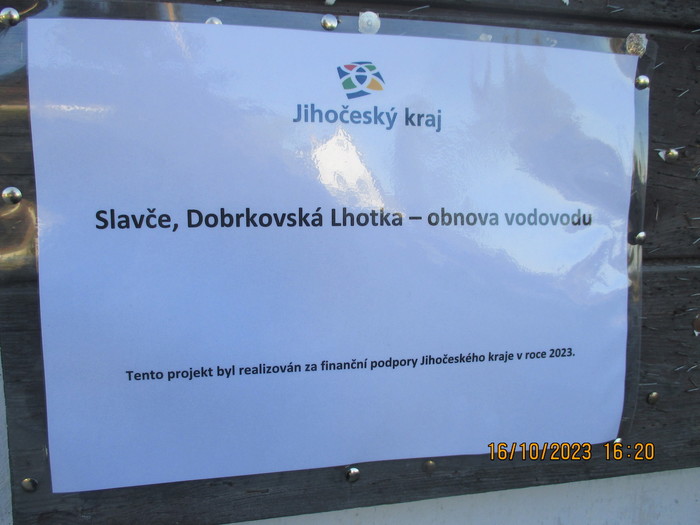 Jihočeský kraj
Slavče, Dobrkovská Lhotka – obnova vodovodu
Tento projekt byl realizován za finanční podpory Jihočeského kraje v roce 2023.
16/10/2023 16:20